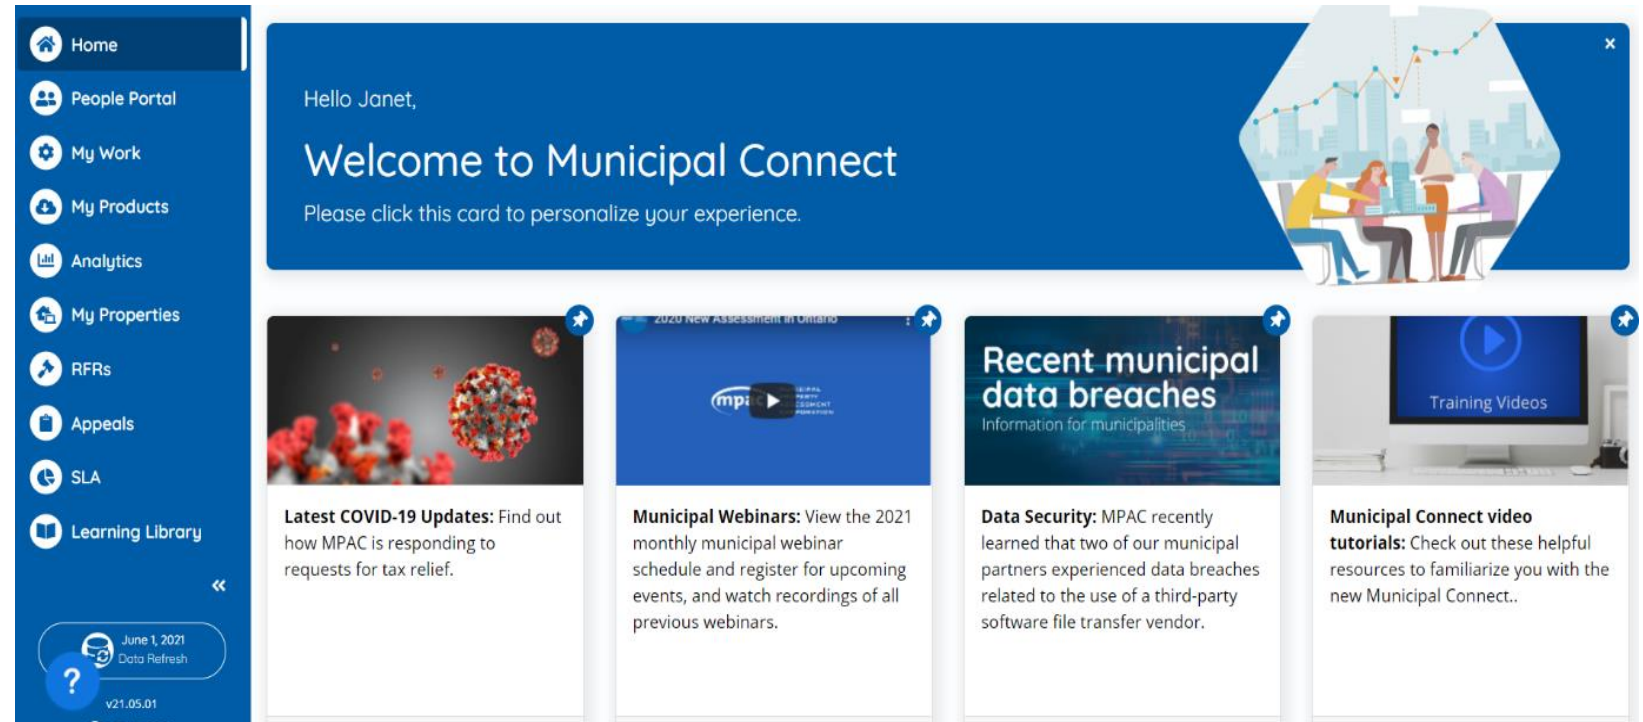 Home
People Portal
My Work
My Products
Analytics
My Properties
RFRs
Appeals
SLA
Learning Library
«
June 1, 2021
Data Refresh
?
v21.05.01
Hello Janet,
Welcome to Municipal Connect
Please click this card to personalize your experience.
×
Latest COVID-19 Updates: Find out
how MPAC is responding to
requests for tax relief.
2020 New Assessment in Ontario
mpac
Municipal Webinars: View the 2021
monthly municipal webinar
schedule and register for upcoming
events, and watch recordings of all
previous webinars.
Recent municipal
data breaches
Information for municipalities
Data Security: MPAC recently
learned that two of our municipal
partners experienced data breaches
related to the use of a third-party
software file transfer vendor.
Training Videos
Municipal Connect video
tutorials: Check out these helpful
resources to familiarize you with the
new Municipal Connect..